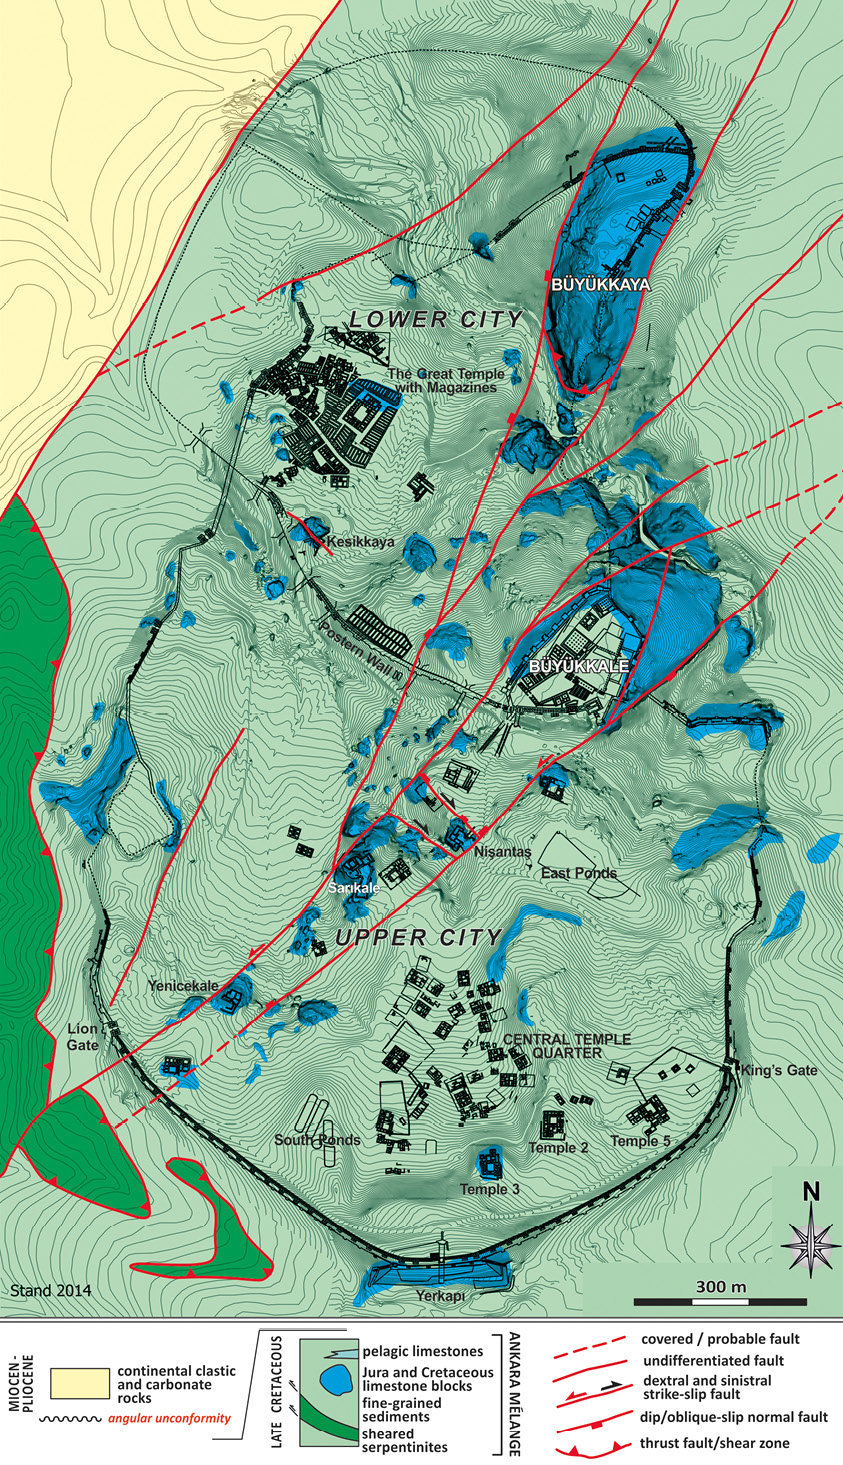 BÜYÜKKAYA
LOWER CITY
The Great Temple
with Magazines
Kesikkaya
Postern Wall
BÜYÜKKALE
Nişantaş
East Ponds
Sarıkale
UPPER CITY
Yenicekale
Lion
Gate
CENTRAL TEMPLE
QUARTER
King's Gate
South Ponds
Temple 2
Temple 5
Temple 3
N
Stand 2014
300 m
Yerkapı
MIOCEN-
PLIOCENE
continental clastic
and carbonate
rocks
angular unconformity
LATE CRETACEOUS
pelagic limestones
Jura and Cretaceous
limestone blocks
fine-grained
sediments
sheared
serpentinites
ANKARA MÉLANGE
covered / probable fault
undifferentiated fault
dextral and sinistral
strike-slip fault
dip/oblique-slip normal fault
thrust fault/shear zone